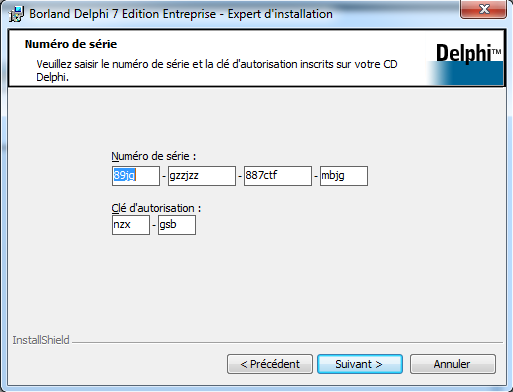 Borland Delphi 7 Edition Entreprise - Expert d'installation
Numéro de série
Veuillez saisir le numéro de série et la clé d'autorisation inscrits sur votre CD
Delphi.
Delphi™
Numéro de série :
89jg - gzzjzz - 887ctf - mbjg
Clé d'autorisation :
nzx - gsb
InstallShield
< Précédent Suivant > Annuler